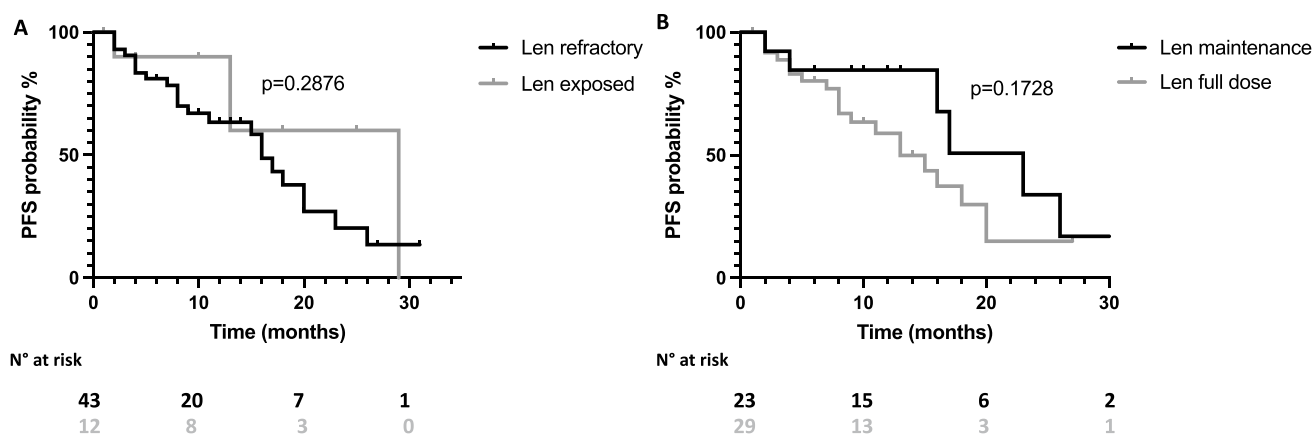 A
100
50
0
PFS probability %
0 10 20 30
Time (months)
p=0.2876
Len refractory
Len exposed
N° at risk
43 20 7 1
12 8 3 0
B
100
50
0
PFS probability %
0 10 20 30
Time (months)
p=0.1728
Len maintenance
Len full dose
N° at risk
23 15 6 2
29 13 3 1